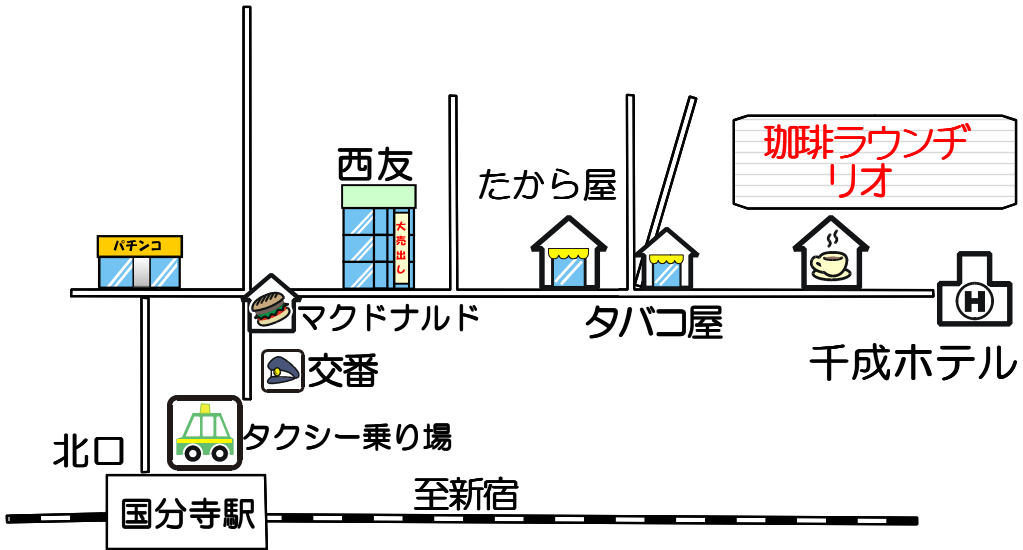 珈琲ラウンヂ
リオ
西友
たから屋
大売出し
パチンコ
マクドナルド
タバコ屋
H
千成ホテル
交番
タクシー乗り場
北口
至新宿
国分寺駅